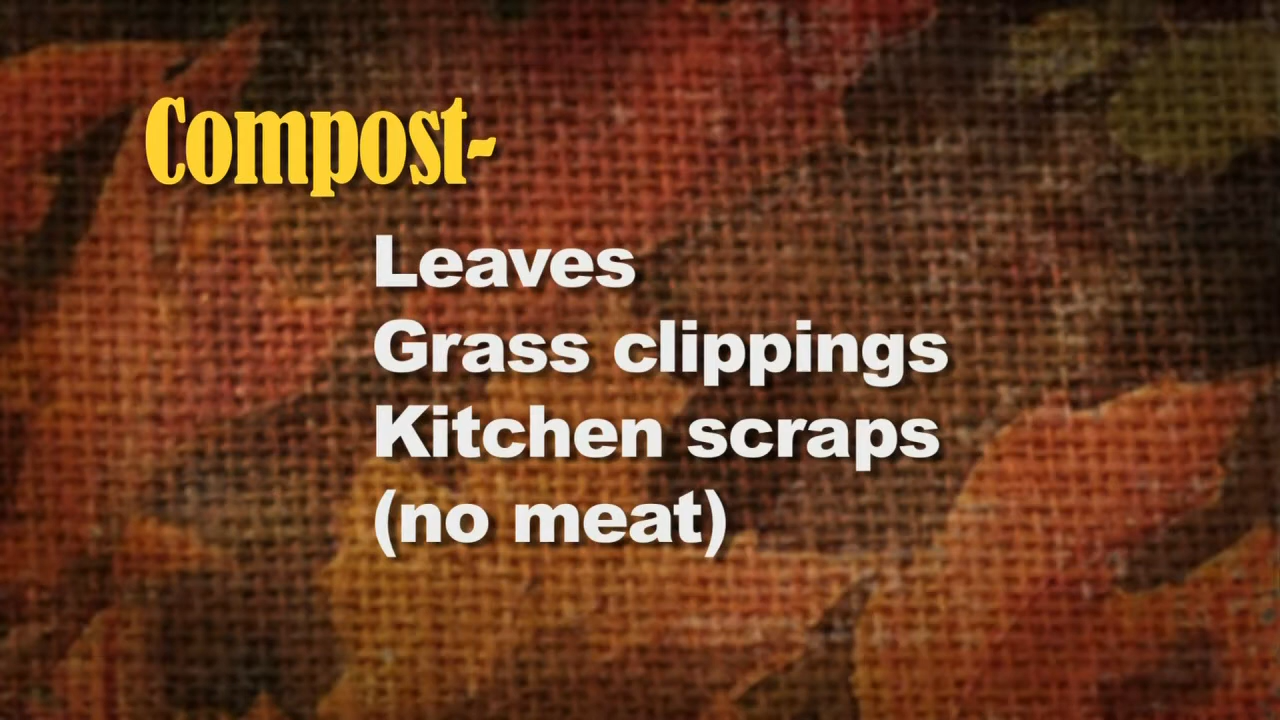 Compost-
Leaves
Grass clippings
Kitchen scraps
(no meat)